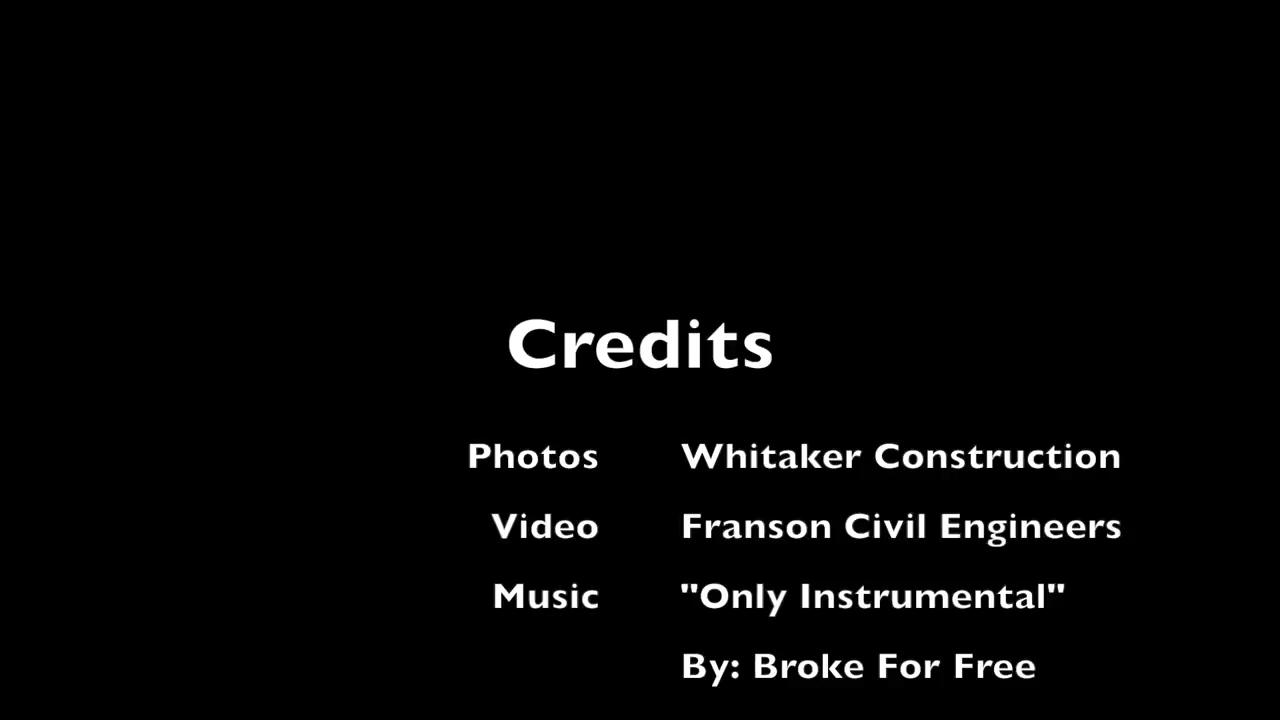 Credits
Photos Whitaker Construction
Video Franson Civil Engineers
Music "Only Instrumental"
By: Broke For Free